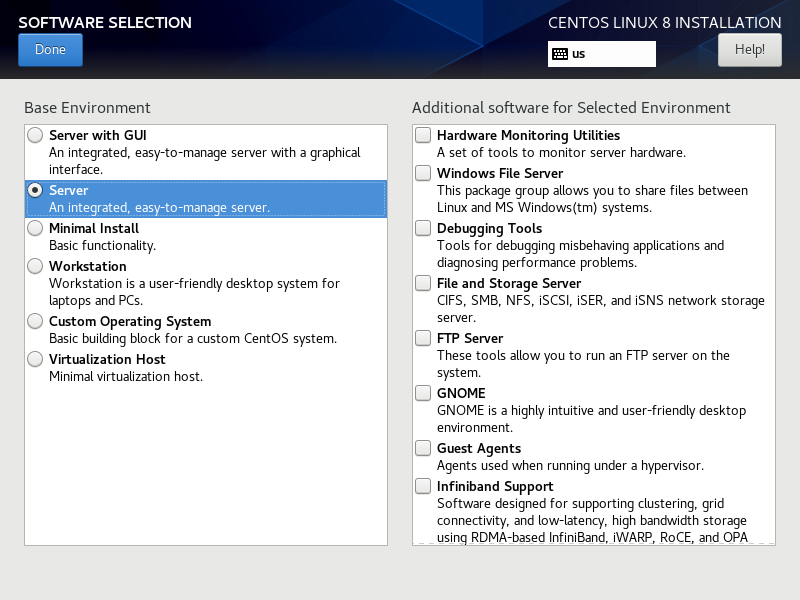 SOFTWARE SELECTION
CENTOS LINUX 8 INSTALLATION
Done
us
Help!
Base Environment
Server with GUI
An integrated, easy-to-manage server with a graphical
interface.
Server
An integrated, easy-to-manage server.
Minimal Install
Basic functionality.
Workstation
Workstation is a user-friendly desktop system for
laptops and PCs.
Custom Operating System
Basic building block for a custom CentOS system.
Virtualization Host
Minimal virtualization host.
Additional software for Selected Environment
Hardware Monitoring Utilities
A set of tools to monitor server hardware.
Windows File Server
This package group allows you to share files between
Linux and MS Windows(tm) systems.
Debugging Tools
Tools for debugging misbehaving applications and
diagnosing performance problems.
File and Storage Server
CIFS, SMB, NFS, iSCSI, iSER, and iSNS network storage
server.
FTP Server
These tools allow you to run an FTP server on the
system.
GNOME
GNOME is a highly intuitive and user-friendly desktop
environment.
Guest Agents
Agents used when running under a hypervisor.
Infiniband Support
Software designed for supporting clustering, grid
connectivity, and low-latency, high bandwidth storage
using RDMA-based InfiniBand, iWARP, RoCE, and OPA